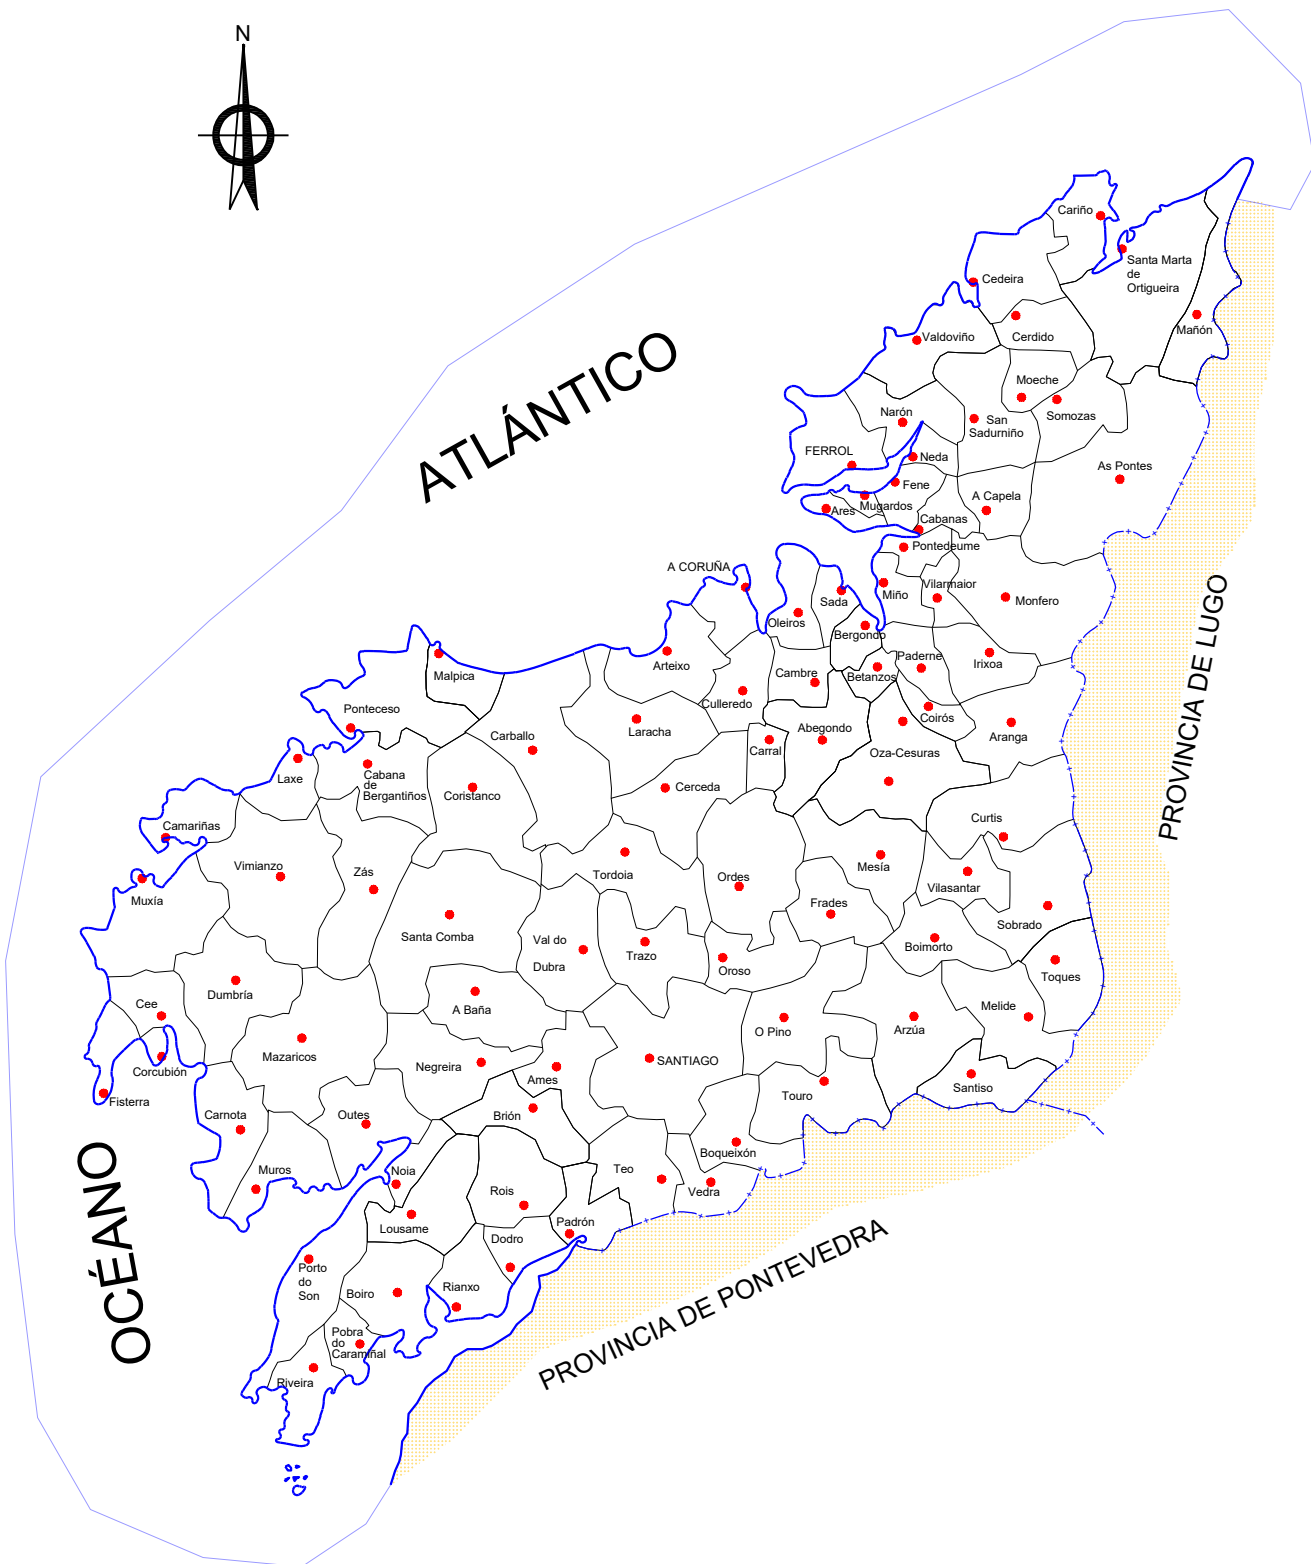 N
Cariño
Santa Marta
de
Ortigueira
Cedeira
Mañón
Cerdido
Valdoviño
ATLÁNTICO
Moeche
Somozas
Narón
San
Sadurniño
FERROL
Neda
As Pontes
Fene
A Capela
Mugardos
Ares
Cabanas
Pontedeume
A CORUÑA
Miño
Vilarmaior
Monfero
Sada
Oleiros
Bergondo
PROVINCIA DE LUGO
Paderne
Irixoa
Arteixo
Malpica
Cambre
Betanzos
Culleredo
Ponteceso
Coirós
Laracha
Abegondo
Aranga
Carballo
Carral
Oza-Cesuras
Laxe
Cabana
de
Bergantiños
Coristanco
Cerceda
Camariñas
Curtis
Vimianzo
Zás
Tordoia
Ordes
Mesía
Vilasantar
Muxía
Frades
Sobrado
Santa Comba
Val do
Dubra
Trazo
Boimorto
Oroso
Toques
Dumbría
Cee
A Baña
Melide
O Pino
Arzúa
Mazaricos
SANTIAGO
Corcubión
Negreira
Ames
Santiso
Fisterra
Touro
Carnota
Outes
Brión
Boqueixón
OCÉANO
Muros
Noia
Teo
Rois
Vedra
Lousame
Padrón
Dodro
Porto
do
Son
Boiro
Rianxo
PROVINCIA DE PONTEVEDRA
Pobra
do
Caramiñal
Riveira